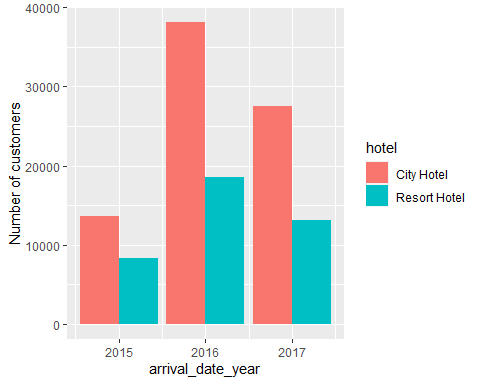 Number of customers
40000
30000
20000
10000
0
2015 2016 2017
arrival_date_year
hotel
City Hotel
Resort Hotel